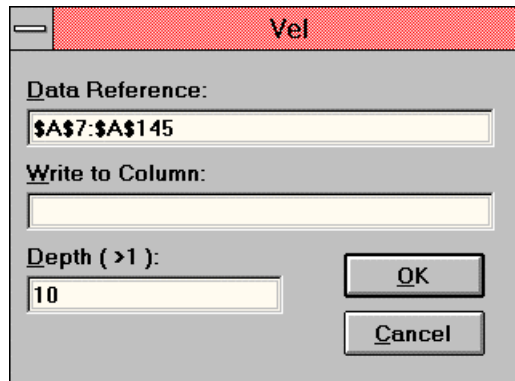 Vel
Data Reference:
$A$7:$A$145
Write to Column:
Depth ( >1 ):
10
OK
Cancel